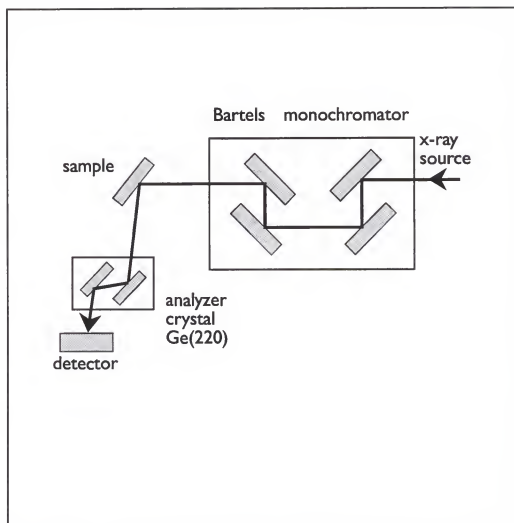 Bartels monochromator
x-ray
source
sample
analyzer
crystal
Ge(220)
detector